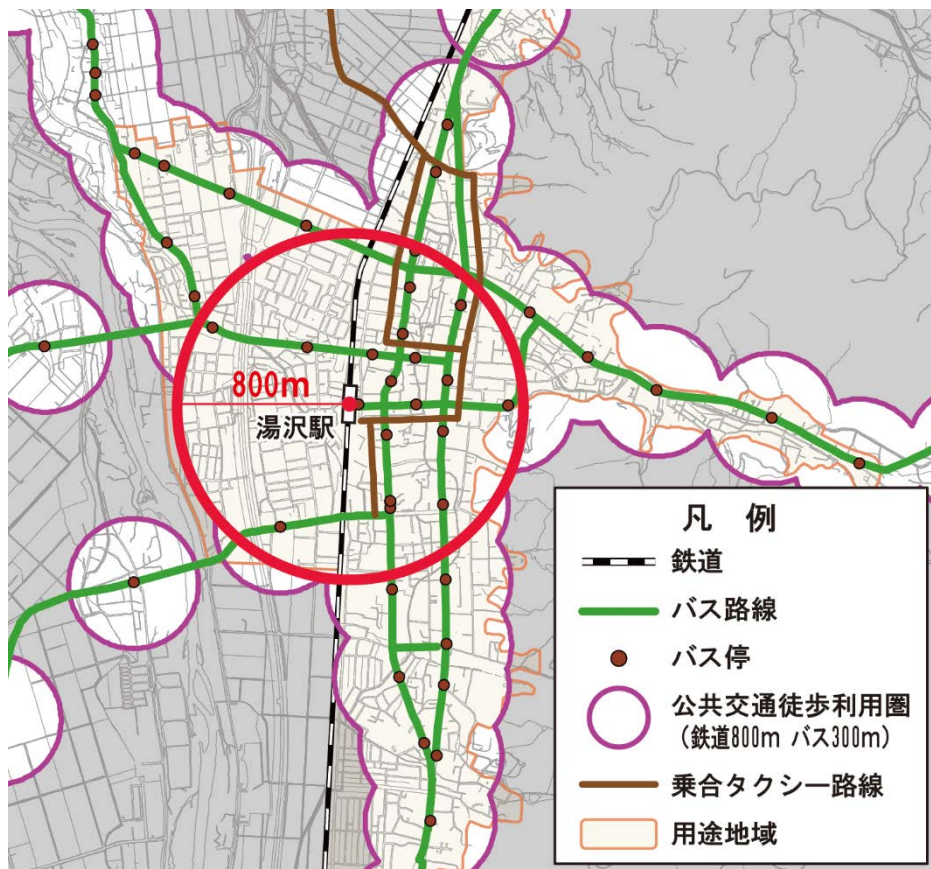 800m
湯沢駅
凡 例
鉄道
バス路線
バス停
公共交通徒歩利用圏
(鉄道800m バス300m)
乗合タクシー路線
用途地域